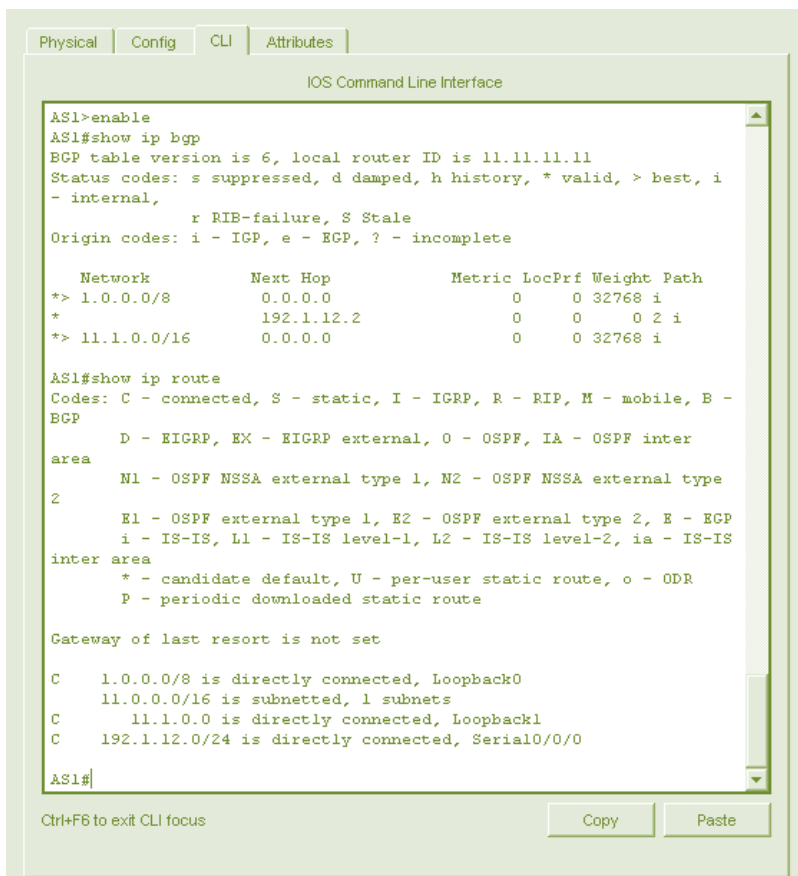 Physical Config CLI Attributes
IOS Command Line Interface
AS1>enable
AS1#show ip bgp
BGP table version is 6, local router ID is 11.11.11.11
Status codes: s suppressed, d damped, h history, * valid, > best, i
- internal,
r RIB-failure, S Stale
Origin codes: i - IGP, e - EGP, ? - incomplete
Network Next Hop Metric LocPrf Weight Path
*> 1.0.0.0/8 0.0.0.0 0 0 32768 i
* 192.1.12.2 0 0 0 2 i
*> 11.1.0.0/16 0.0.0.0 0 0 32768 i
AS1#show ip route
Codes: C - connected, S - static, I - IGRP, R - RIP, M - mobile, B -
BGP
D - EIGRP, EX - EIGRP external, O - OSPF, IA - OSPF inter
area
N1 - OSPF NSSA external type 1, N2 - OSPF NSSA external type
2
E1 - OSPF external type 1, E2 - OSPF external type 2, E - EGP
i - IS-IS, L1 - IS-IS level-1, L2 - IS-IS level-2, ia - IS-IS
inter area
* - candidate default, U - per-user static route, o - ODR
P - periodic downloaded static route
Gateway of last resort is not set
C 1.0.0.0/8 is directly connected, Loopback0
11.0.0.0/16 is subnetted, 1 subnets
C 11.1.0.0 is directly connected, Loopback1
C 192.1.12.0/24 is directly connected, Serial0/0/0
AS1#
Ctrl+F6 to exit CLI focus Copy Paste